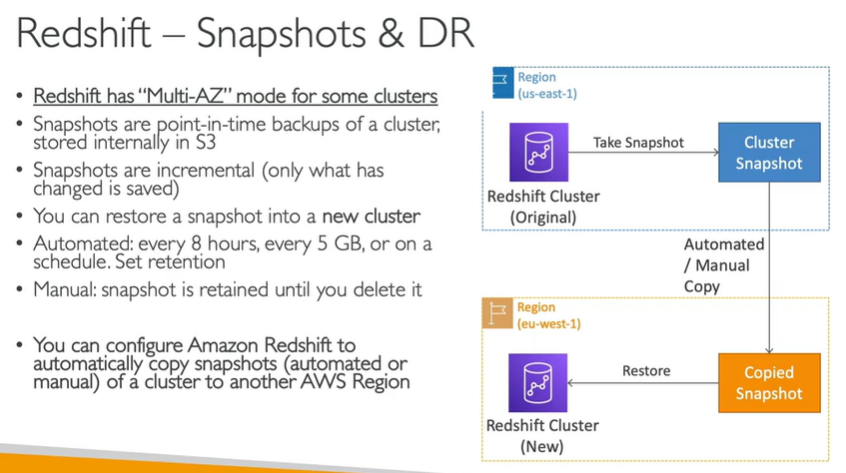 Redshift – Snapshots & DR
• Redshift has “Multi-AZ” mode for some clusters
• Snapshots are point-in-time backups of a cluster,
stored internally in S3
• Snapshots are incremental (only what has
changed is saved)
• You can restore a snapshot into a new cluster
• Automated: every 8 hours, every 5 GB, or on a
schedule. Set retention
• Manual: snapshot is retained until you delete it
• You can configure Amazon Redshift to
automatically copy snapshots (automated or
manual) of a cluster to another AWS Region
Region
(us-east-1)
Take Snapshot
Cluster
Snapshot
Redshift Cluster
(Original)
Automated
/ Manual
Copy
Region
(eu-west-1)
Restore
Copied
Snapshot
Redshift Cluster
(New)